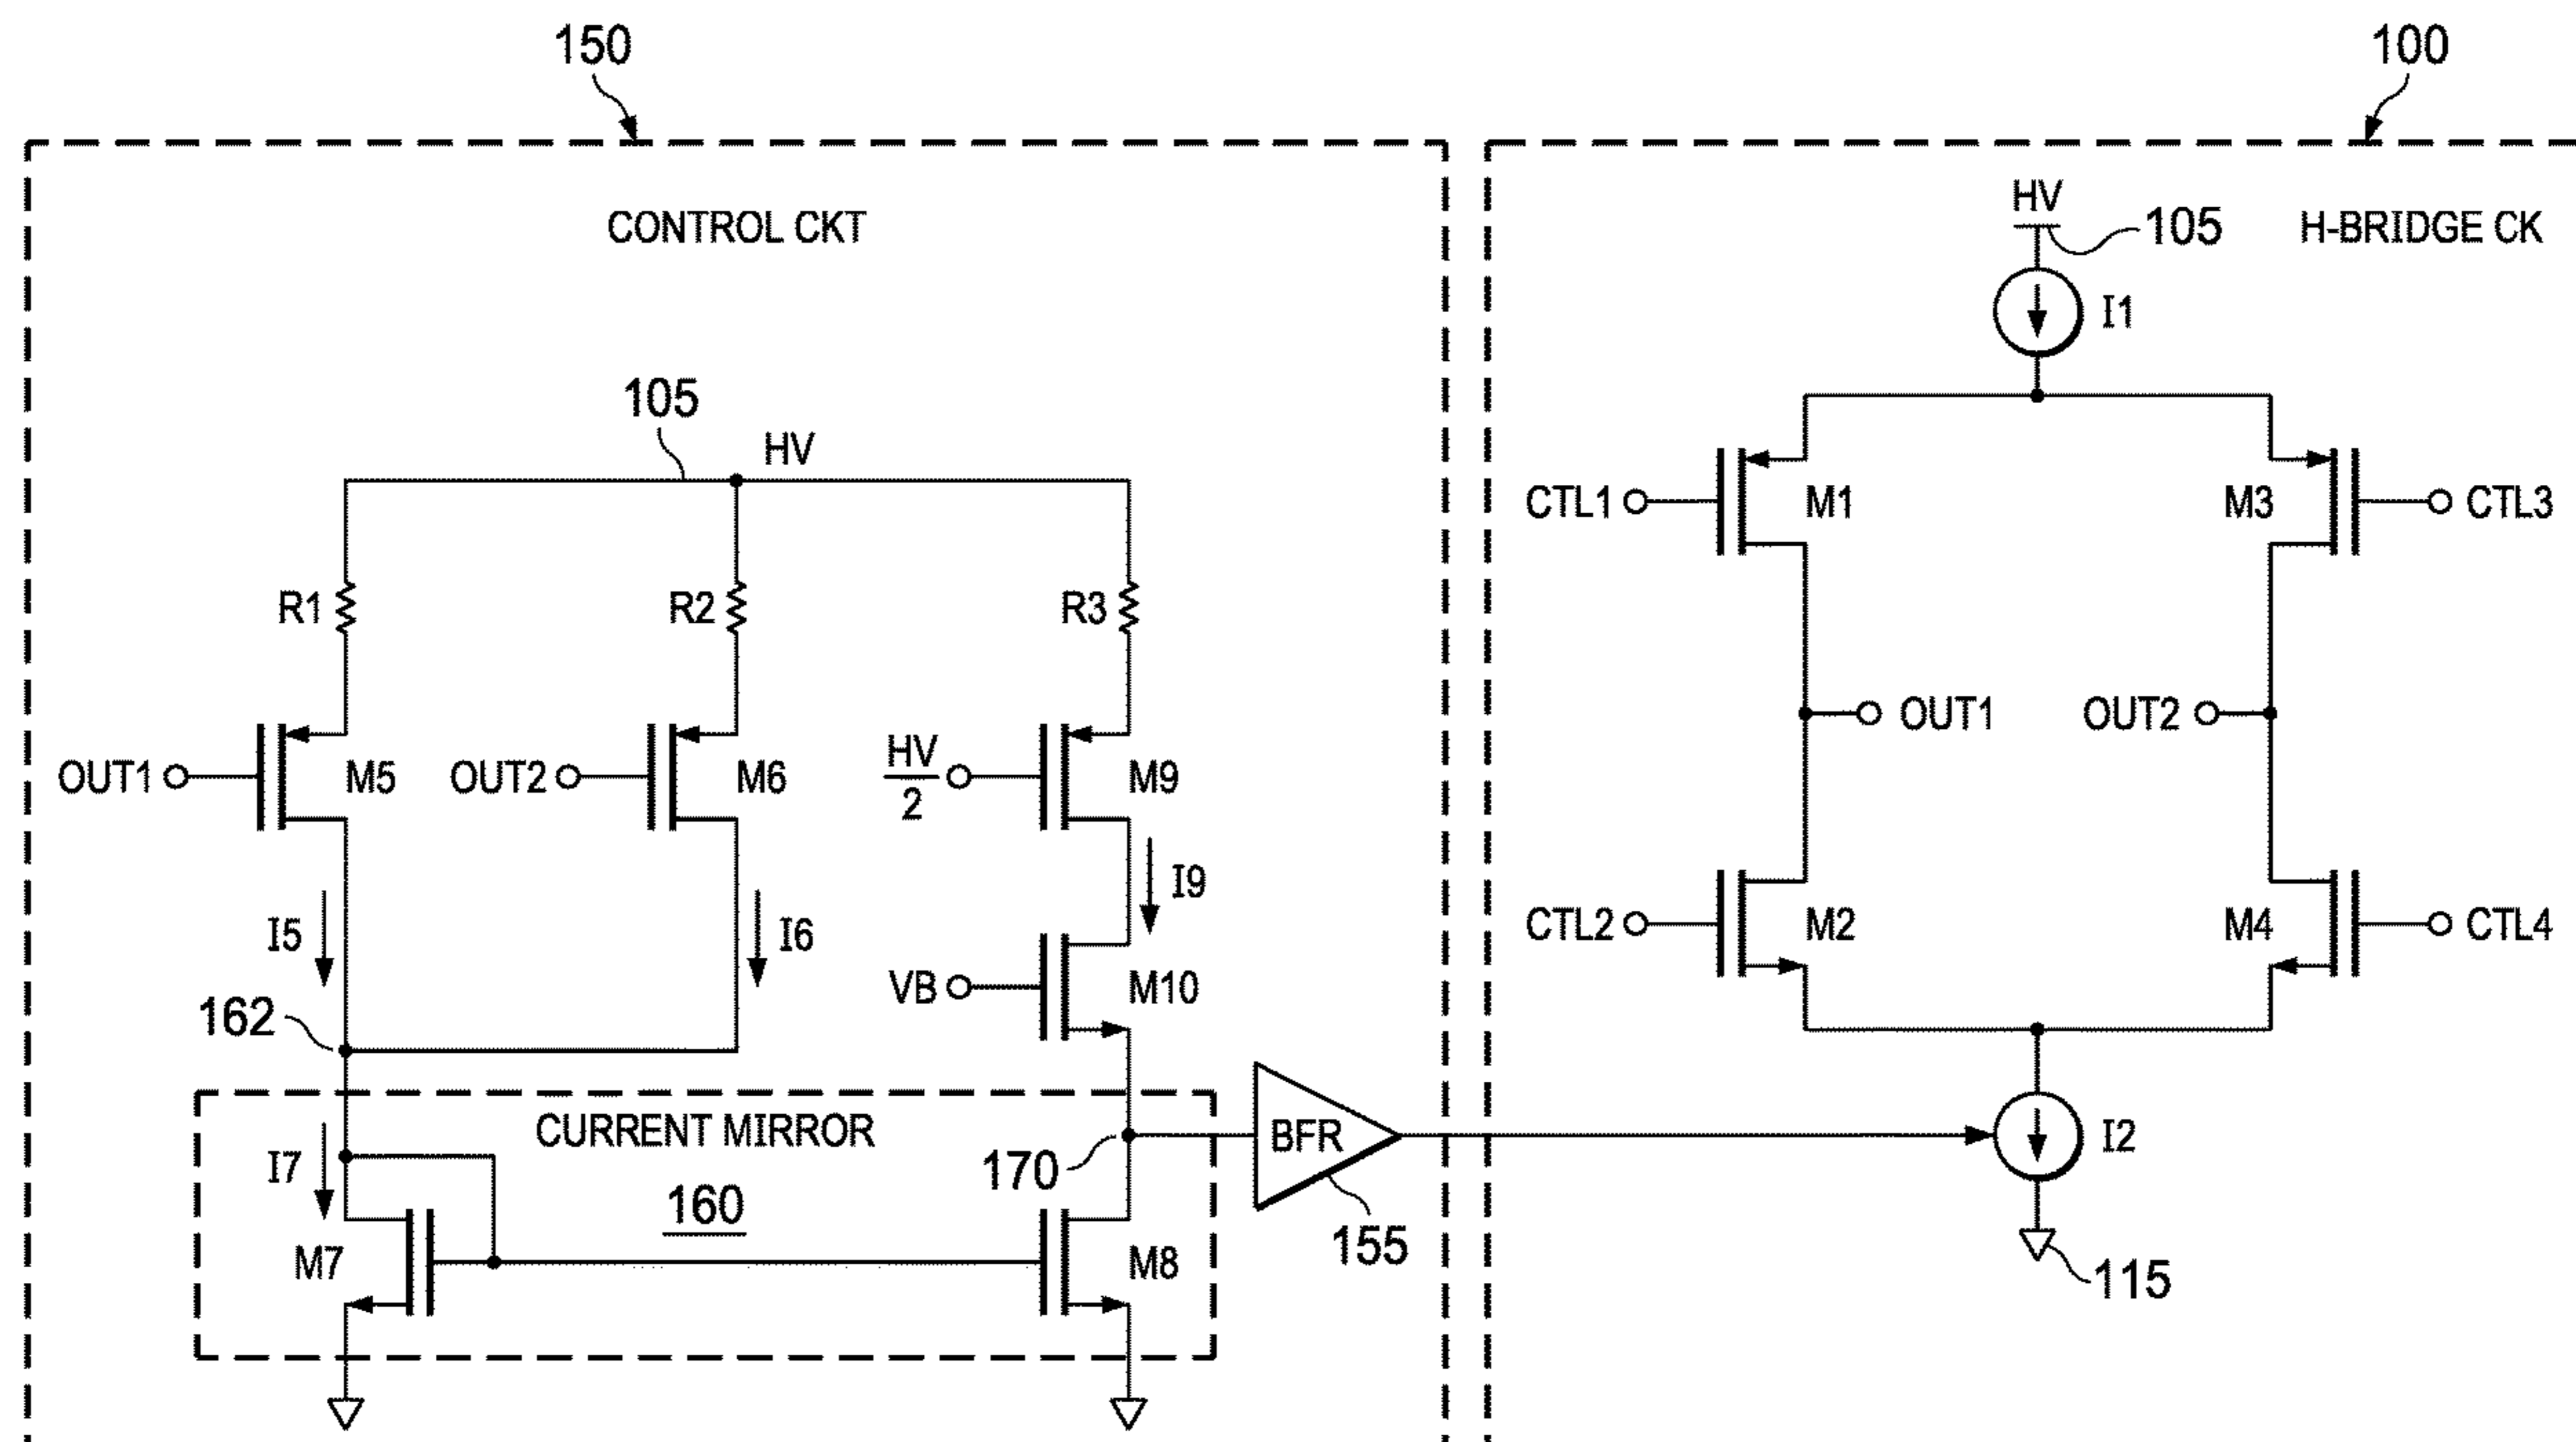 150
100
CONTROL CKT
HV
105
H-BRIDGE CK
I1
105
HV
CTL1
M1
M3
CTL3
R1
R2
R3
OUT1
OUT2
OUT1
M5
OUT2
M6
HV
2
M9
I5
I6
I9
CTL2
M2
M4
CTL4
VB
M10
162
CURRENT MIRROR
I7
160
170
BFR
I2
M7
M8
155
115